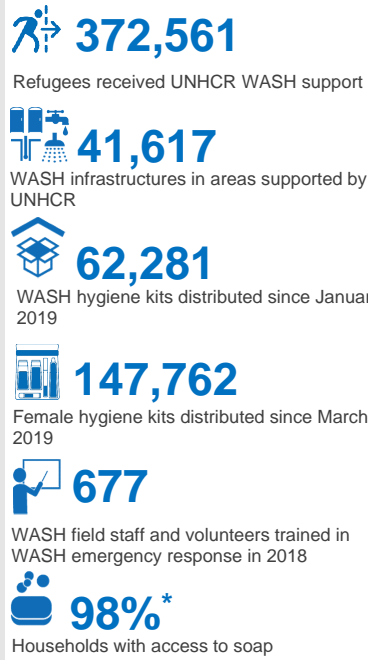 372,561
Refugees received UNHCR WASH support
41,617
WASH infrastructures in areas supported by
UNHCR
62,281
WASH hygiene kits distributed since
2019
147,762
Female hygiene kits distributed since March
2019
677
WASH field staff and volunteers trained in
WASH emergency response in 2018
98%*
Households with access to soap